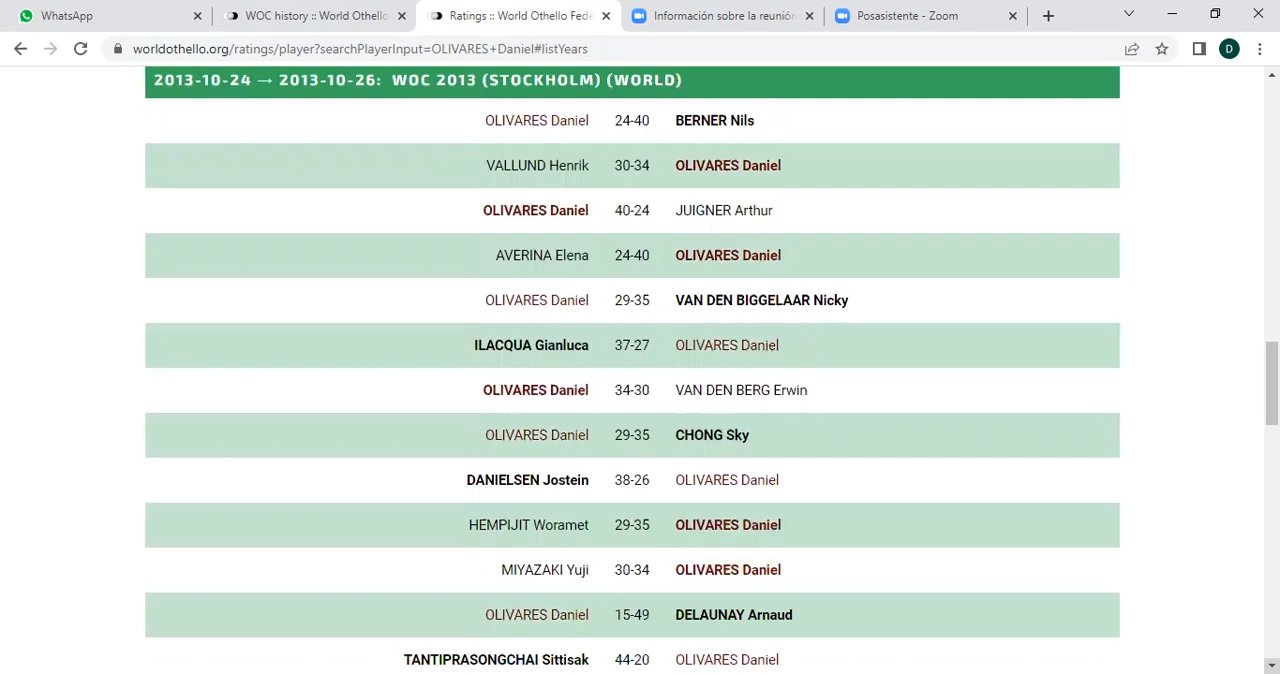 WhatsApp
WOC history :: World Othello
Ratings :: World Othello Fede
Información sobre la reunión
Posasistente - Zoom
worldothello.org/ratings/player?searchPlayerInput=OLIVARES+Daniel#listYears
D
2013-10-24 → 2013-10-26: WOC 2013 (STOCKHOLM) (WORLD)
OLIVARES Daniel 24-40 BERNER Nils
VALLUND Henrik 30-34 OLIVARES Daniel
OLIVARES Daniel 40-24 JUIGNER Arthur
AVERINA Elena 24-40 OLIVARES Daniel
OLIVARES Daniel 29-35 VAN DEN BIGGELAAR Nicky
ILACQUA Gianluca 37-27 OLIVARES Daniel
OLIVARES Daniel 34-30 VAN DEN BERG Erwin
OLIVARES Daniel 29-35 CHONG Sky
DANIELSEN Jostein 38-26 OLIVARES Daniel
HEMPIJIT Woramet 29-35 OLIVARES Daniel
MIYAZAKI Yuji 30-34 OLIVARES Daniel
OLIVARES Daniel 15-49 DELAUNAY Arnaud
TANTIPRASONGCHAI Sittisak 44-20 OLIVARES Daniel